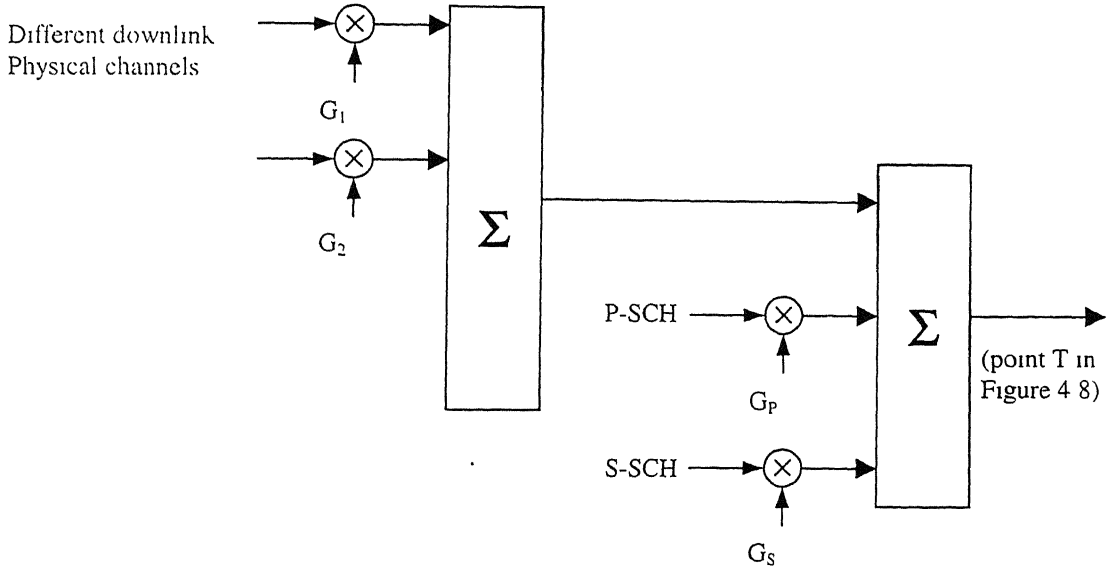 Different downlink
Physical channels
G1
G2
Σ
P-SCH
GP
S-SCH
GS
Σ
(point T in
Figure 4 8)